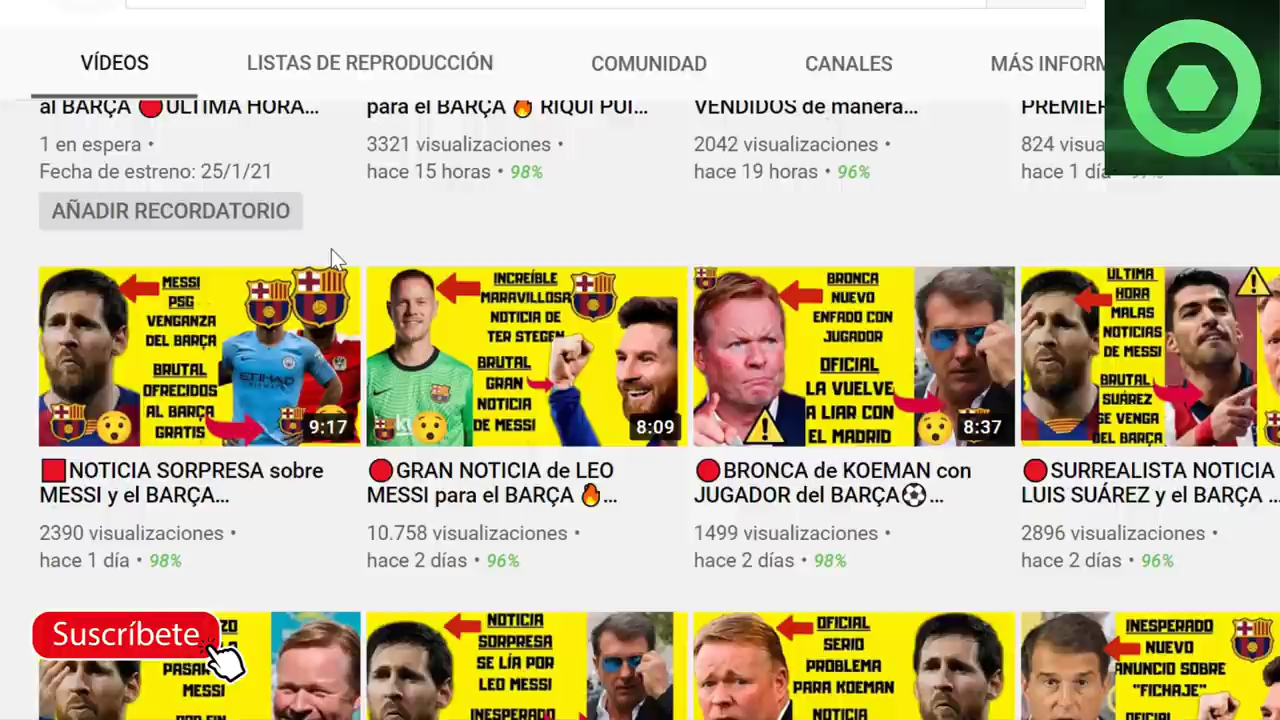 VÍDEOS
LISTAS DE REPRODUCCIÓN
COMUNIDAD
CANALES
MÁS INFORM
al BARÇA 🔴ÚLTIMA HORA...
1 en espera •
Fecha de estreno: 25/1/21
AÑADIR RECORDATORIO
para el BARÇA 🔥 RIQUI PUI...
3321 visualizaciones •
hace 15 horas • 98%
VENDIDOS de manera...
2042 visualizaciones •
hace 19 horas • 96%
PREMIER
824 visua
hace 1 día
MESSI
PSG
VENGANZA
DEL BARÇA
BRUTAL
OFRECIDOS
AL BARÇA
GRATIS
ETIHAD
9:17
🟥NOTICIA SORPRESA sobre
MESSI y el BARÇA...
2390 visualizaciones •
hace 1 día • 98%
INCREÍBLE
MARAVILLOSA
NOTICIA DE
TER STEGEN
BRUTAL
GRAN
NOTICIA
DE MESSI
8:09
🔴GRAN NOTICIA de LEO
MESSI para el BARÇA 🔥...
10.758 visualizaciones •
hace 2 días • 96%
BRONCA
NUEVO
ENFADO CON
JUGADOR
OFICIAL
LA VUELVE
A LIAR CON
EL MADRID
8:37
🔴BRONCA de KOEMAN con
JUGADOR del BARÇA⚽...
1499 visualizaciones •
hace 2 días • 98%
ULTIMA
HORA
MALAS
NOTICIAS
DE MESSI
BRUTAL
SUÁREZ
SE VENGA
DEL BARÇA
🔴SURREALISTA NOTICIA
LUIS SUÁREZ y el BARÇA ...
2896 visualizaciones •
hace 2 días • 96%
Suscríbete
PASAR
MESSI
NOTICIA
SORPRESA
SE LÍA POR
LEO MESSI
INESPERADO
OFICIAL
SERIO
PROBLEMA
PARA KOEMAN
NOTICIA
INESPERADO
NUEVO
ANUNCIO SOBRE
"FICHAJE"
OFICIAL